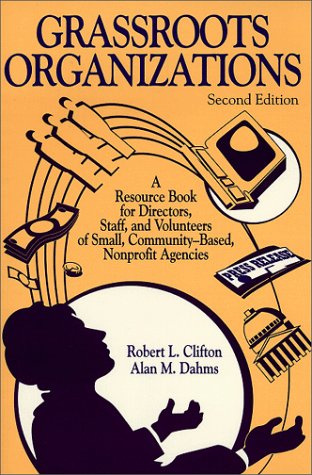 GRASSROOTS
ORGANIZATIONS
Second Edition
A
Resource Book
for Directors,
Staff, and Volunteers
of Small, Community–Based,
Nonprofit Agencies
PRESS RELEASE
Robert L. Clifton
Alan M. Dahms